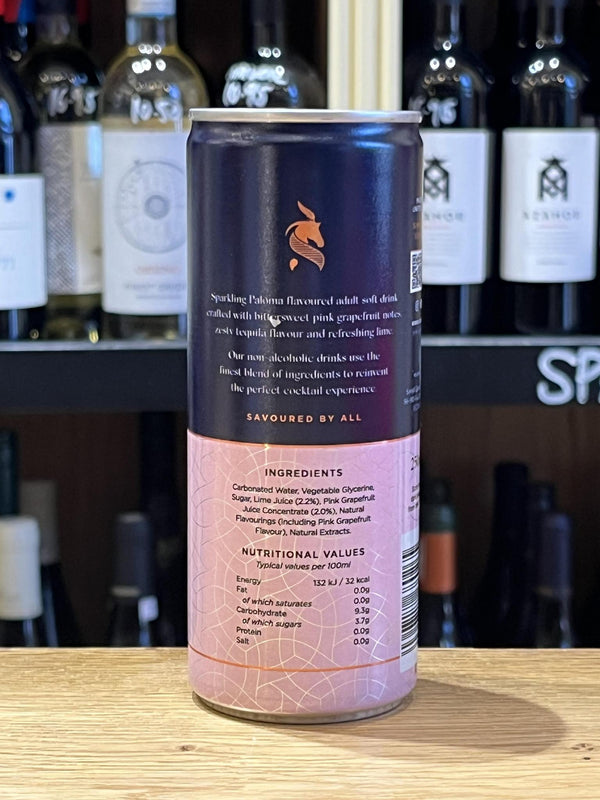 16.95
10.50
10.95
Sparkling Paloma flavoured adult soft drink
crafted with bittersweet pink grapefruit notes,
zesty tequila flavour and refreshing lime.
Our non-alcoholic drinks use the
finest blend of ingredients to reinvent
the perfect cocktail experience.
SAVOURED BY ALL
INGREDIENTS
Carbonated Water, Vegetable Glycerine,
Sugar, Lime Juice (2.2%), Pink Grapefruit
Juice Concentrate (2.0%), Natural
Flavourings (including Pink Grapefruit
Flavour), Natural Extracts.
NUTRITIONAL VALUES
Typical values per 100ml
Energy 132 kJ / 32 kcal
Fat 0.0g
of which saturates 0.0g
Carbohydrate 9.3g
of which sugars 3.7g
Protein 0.0g
Salt 0.0g